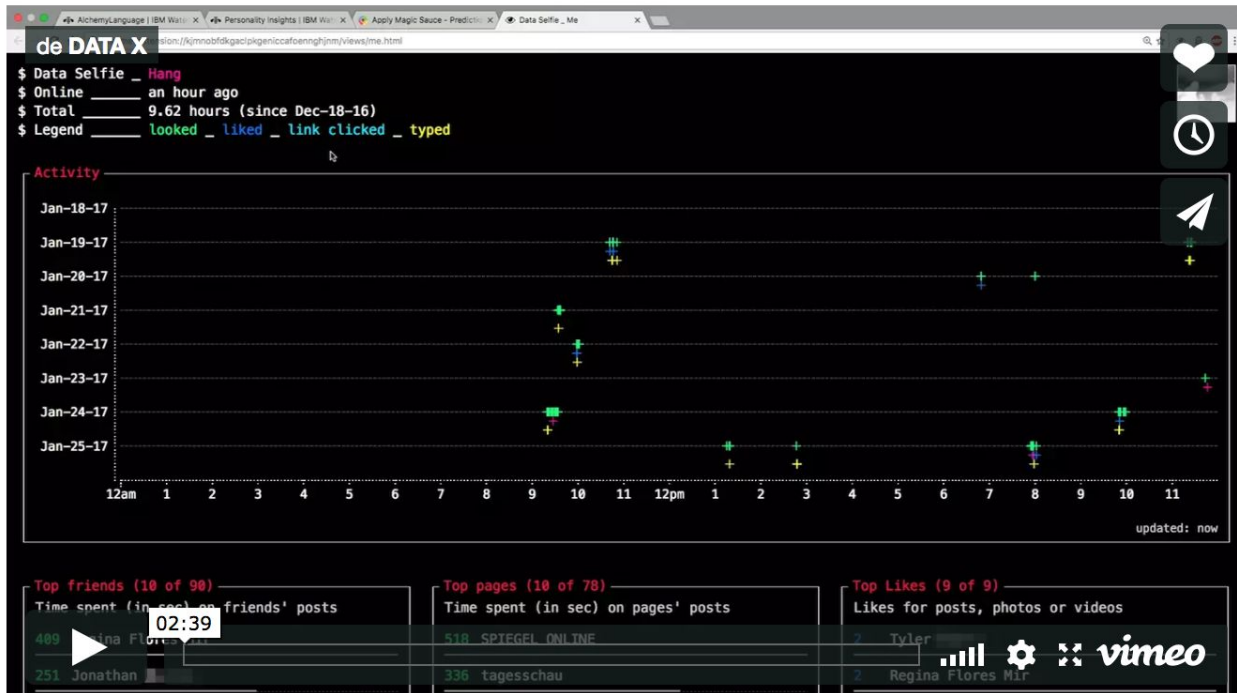 AlchemyLanguage | IBM Wats
Personality Insights | IBM Wat
Apply Magic Sauce - Predictio
Data Selfie _ Me
nsion://kjmnobfdkgaclpkgeniccafoennghjnm/views/me.html
de DATA X
$ Data Selfie _ Hang
$ Online ______ an hour ago
$ Total _______ 9.62 hours (since Dec-18-16)
$ Legend ______ looked _ liked _ link clicked _ typed
Activity
Jan-18-17
Jan-19-17
Jan-20-17
Jan-21-17
Jan-22-17
Jan-23-17
Jan-24-17
Jan-25-17
12am 1 2 3 4 5 6 7 8 9 10 11 12pm 1 2 3 4 5 6 7 8 9 10 11
updated: now
Top friends (10 of 90)
Time spent (in sec) on friends' posts
409
251 Jonathan
02:39
Top pages (10 of 78)
Time spent (in sec) on pages' posts
518 SPIEGEL ONLINE
336 tagesschau
Top Likes (9 of 9)
Likes for posts, photos or videos
2 Tyler
2 Regina Flores Mir
vimeo